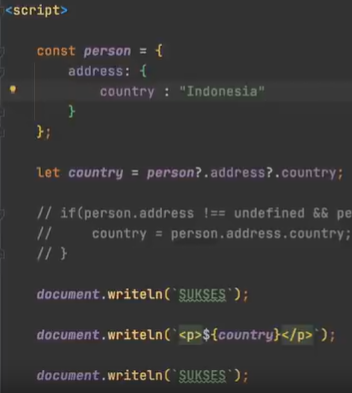 <script>
const person = {
address: {
country : "Indonesia"
}
};
let country = person?.address?.country;
// if(person.address !== undefined && pe
// country = person.address.country;
// }
document.writeln(`SUKSES`);
document.writeln(`<p>${country}</p>`);
document.writeln(`SUKSES`);